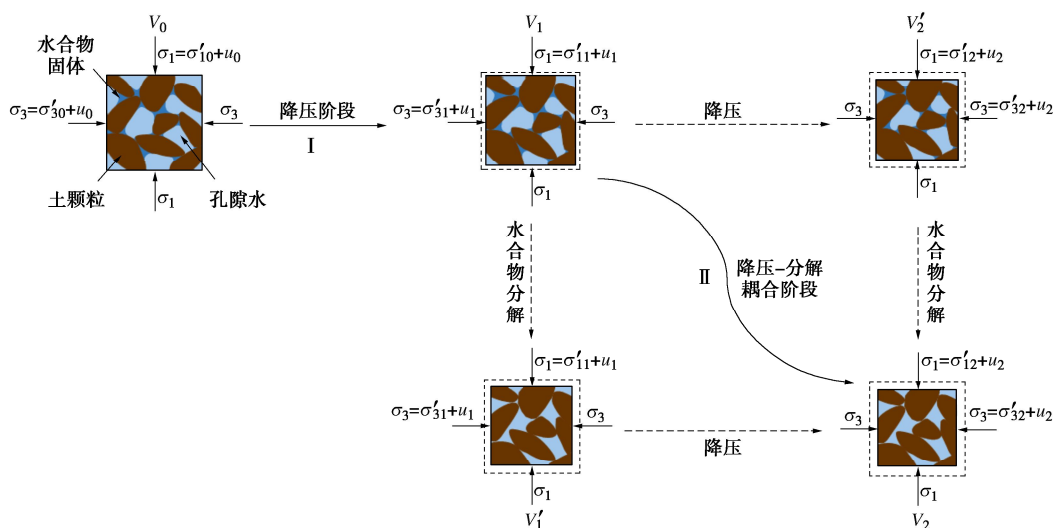 V₀
水合物
固体
σ₁=σ′₁₀+u₀
σ₃=σ′₃₀+u₀
σ₃
土颗粒
σ₁
孔隙水
降压阶段
Ⅰ
V₁
σ₁=σ′₁₁+u₁
σ₃=σ′₃₁+u₁
σ₃
σ₁
降压
V₂′
σ₁=σ′₁₂+u₂
σ₃
σ₃=σ′₃₂+u₂
σ₁
水合物分解
Ⅱ
降压-分解
耦合阶段
水合物分解
σ₁=σ′₁₁+u₁
σ₃=σ′₃₁+u₁
σ₃
σ₁
V₁′
降压
σ₁=σ′₁₂+u₂
σ₃
σ₃=σ′₃₂+u₂
σ₁
V₂